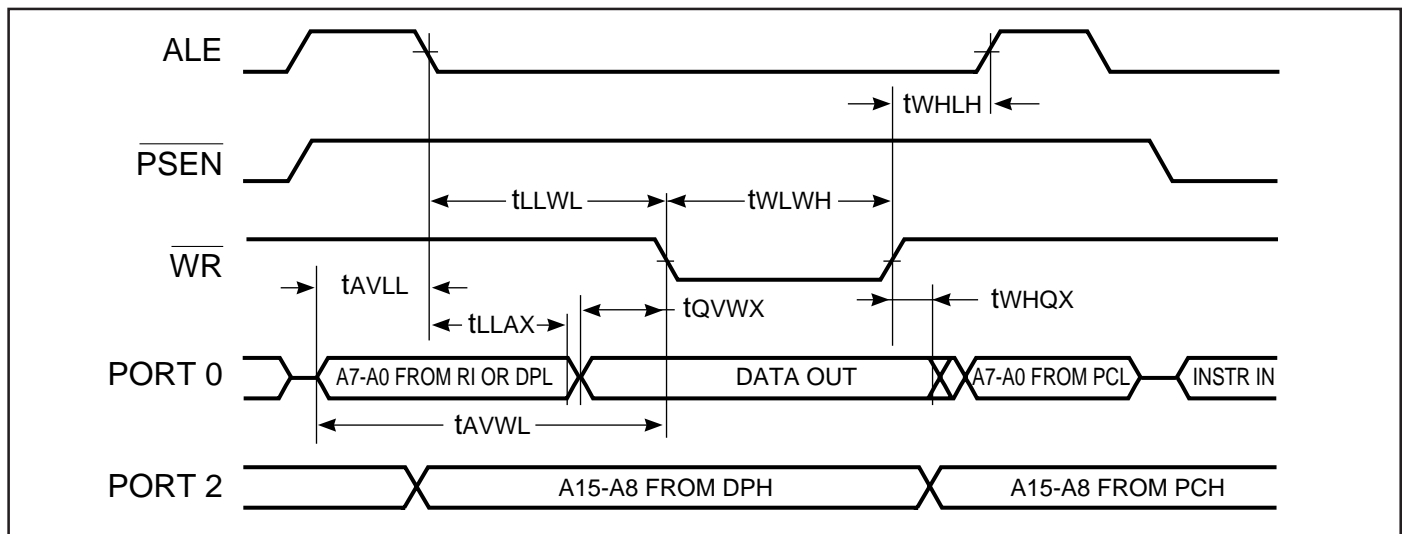 ALE
tWHLH
PSEN
tLLWL
tWLWH
WR
tAVLL
tQVWX
tWHQX
tLLAX
PORT 0
A7-A0 FROM RI OR DPL
DATA OUT
A7-A0 FROM PCL
INSTR IN
tAVWL
PORT 2
A15-A8 FROM DPH
A15-A8 FROM PCH